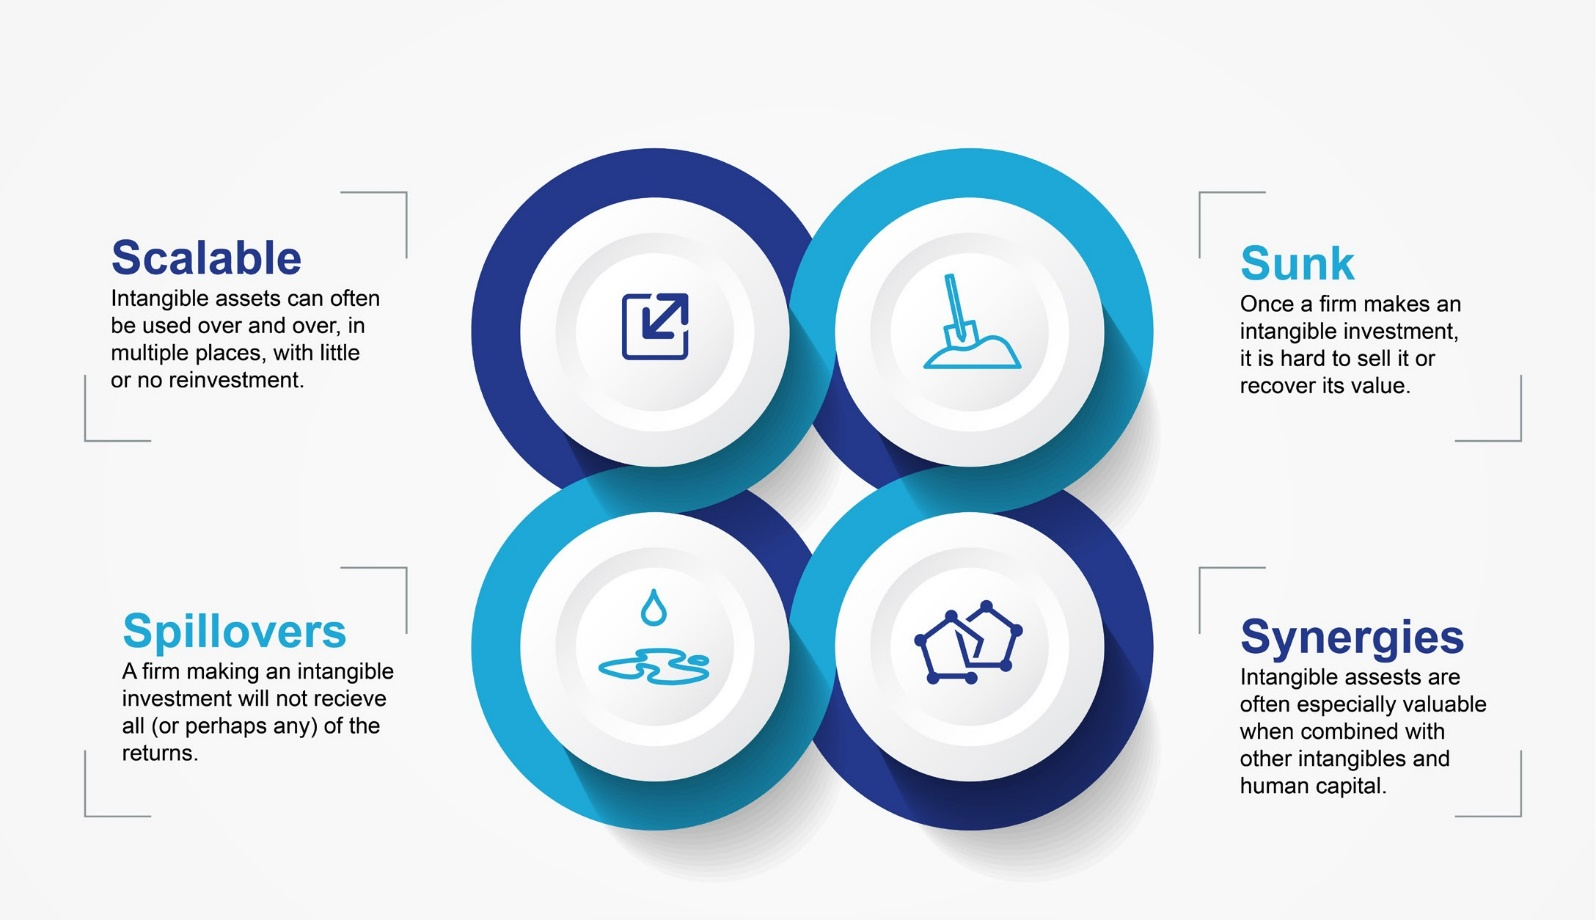 Scalable
Intangible assets can often
be used over and over, in
multiple places, with little
or no reinvestment.
Sunk
Once a firm makes an
intangible investment,
it is hard to sell it or
recover its value.
Spillovers
A firm making an intangible
investment will not recieve
all (or perhaps any) of the
returns.
Synergies
Intangible assests are
often especially valuable
when combined with
other intangibles and
human capital.